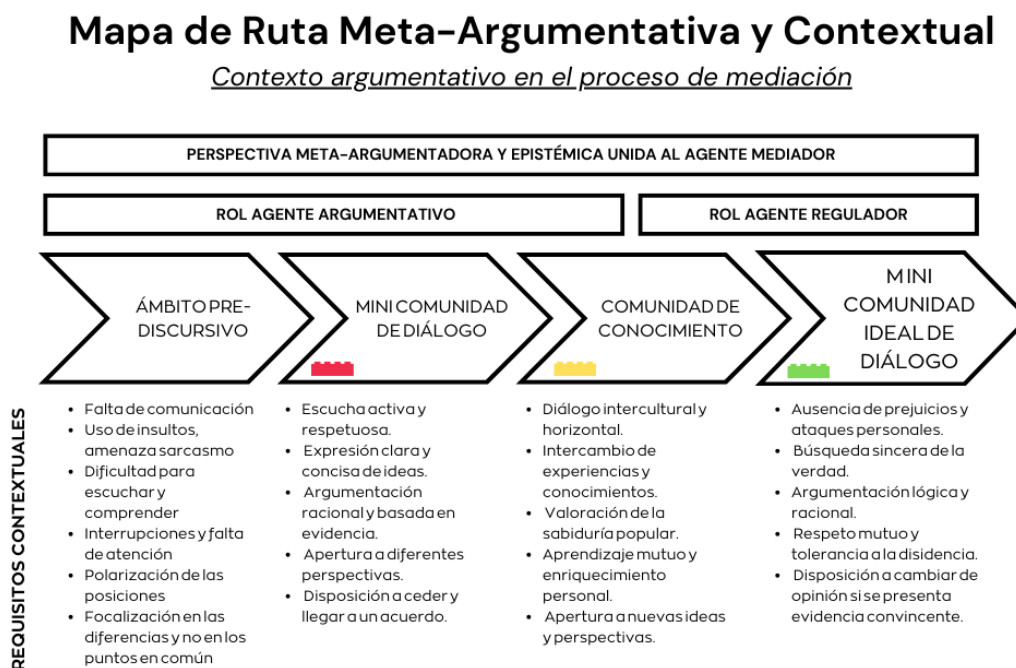 Mapa de Ruta Meta-Argumentativa y Contextual
Contexto argumentativo en el proceso de mediación
PERSPECTIVA META-ARGUMENTADORA Y EPISTÉMICA UNIDA AL AGENTE MEDIADOR
ROL AGENTE ARGUMENTATIVO
ROL AGENTE REGULADOR
ÁMBITO PRE-
DISCURSIVO
MINI COMUNIDAD
DE DIÁLOGO
COMUNIDAD DE
CONOCIMIENTO
MINI
COMUNIDAD
IDEAL DE
DIÁLOGO
REQUISITOS CONTEXTUALES
• Falta de comunicación
• Uso de insultos,
amenaza sarcasmo
• Dificultad para
escuchar y
comprender
• Interrupciones y falta
de atención
• Polarización de las
posiciones
• Focalización en las
diferencias y no en los
puntos en común
• Escucha activa y
respetuosa.
• Expresión clara y
concisa de ideas.
• Argumentación
racional y basada en
evidencia.
• Apertura a diferentes
perspectivas.
• Disposición a ceder y
llegar a un acuerdo.
• Diálogo intercultural y
horizontal.
• Intercambio de
experiencias y
conocimientos.
• Valoración de la
sabiduría popular.
• Aprendizaje mutuo y
enriquecimiento
personal.
• Apertura a nuevas ideas
y perspectivas.
• Ausencia de prejuicios y
ataques personales.
• Búsqueda sincera de la
verdad.
• Argumentación lógica y
racional.
• Respeto mutuo y
tolerancia a la disidencia.
• Disposición a cambiar de
opinión si se presenta
evidencia convincente.